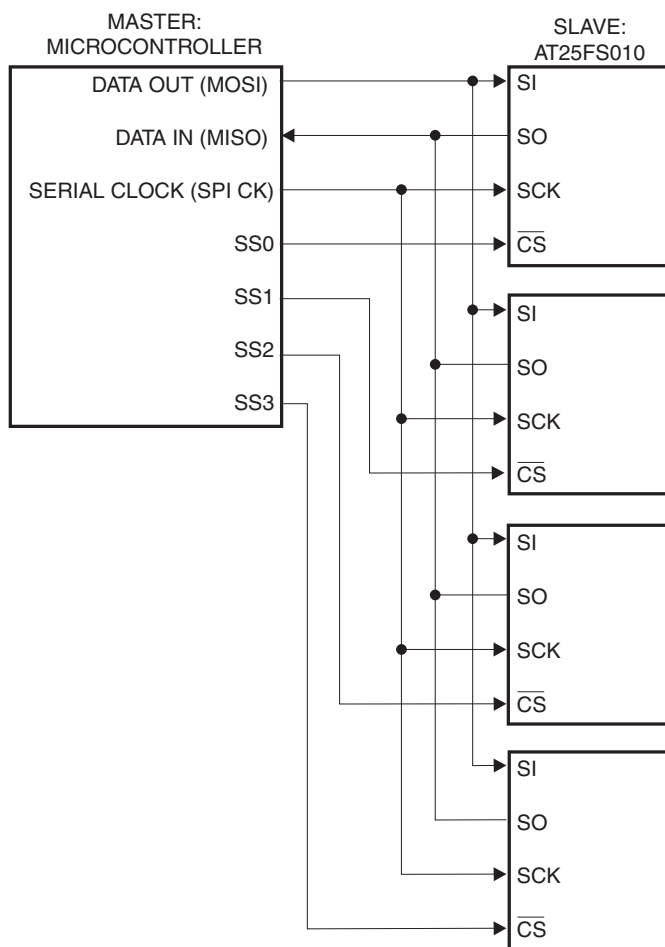 MASTER:
MICROCONTROLLER
DATA OUT (MOSI)
DATA IN (MISO)
SERIAL CLOCK (SPI CK)
SS0
SS1
SS2
SS3
SLAVE:
AT25FS010
SI
SO
SCK
CS
SI
SO
SCK
CS
SI
SO
SCK
CS
SI
SO
SCK
CS